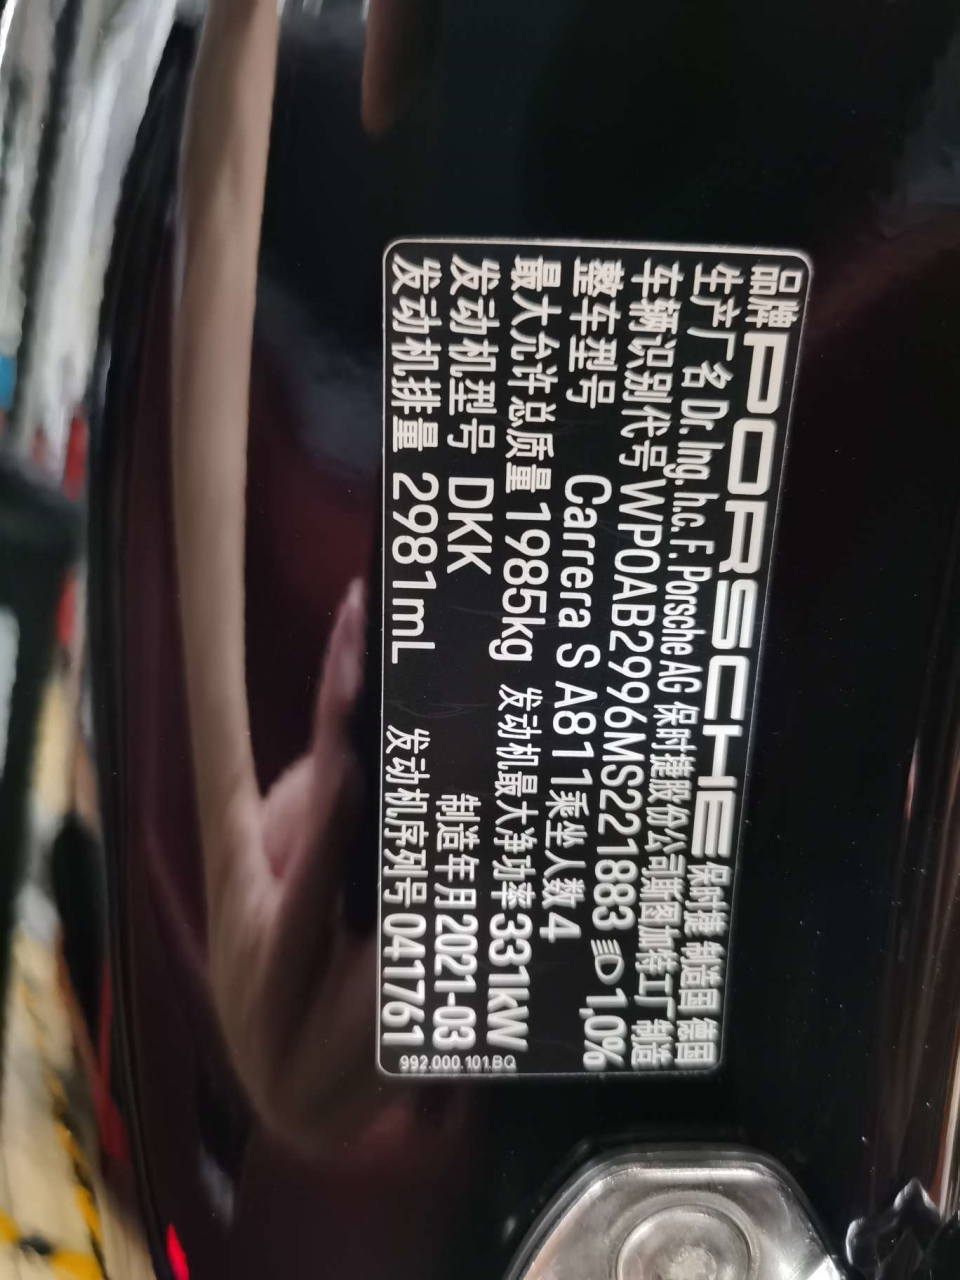 品牌 PORSCHE 保时捷 制造国 德国
生产厂名 Dr. Ing. h.c. F. Porsche AG 保时捷股份公司斯图加特工厂 制造
车辆识别代号 WP0AB2996MS221883 1,0%
整车型号 Carrera S A811 乘坐人数 4
最大允许总质量 1985kg 发动机最大净功率 331kW
发动机型号 DKK 制造年月 2021-03
发动机排量 2981mL 发动机序列号 041761
992.000.101.BQ